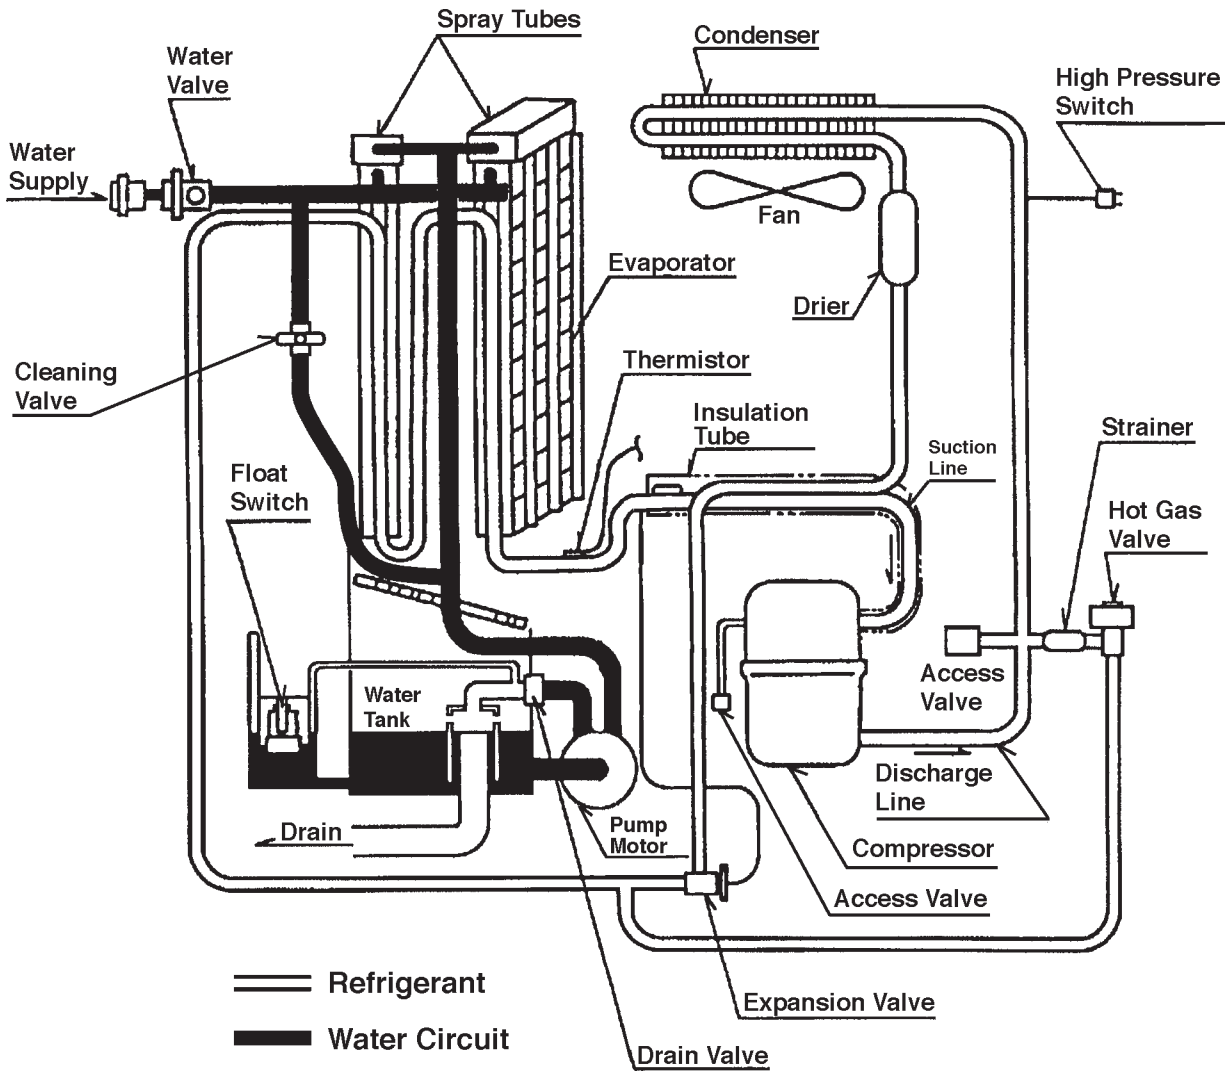 Spray Tubes
Condenser
Water
Valve
High Pressure
Switch
Water
Supply
Fan
Evaporator
Drier
Thermistor
Cleaning
Valve
Insulation
Tube
Strainer
Suction
Line
Float
Switch
Hot Gas
Valve
Access
Valve
Water
Tank
Discharge
Line
Drain
Pump
Motor
Compressor
Access Valve
Refrigerant
Expansion Valve
Water Circuit
Drain Valve